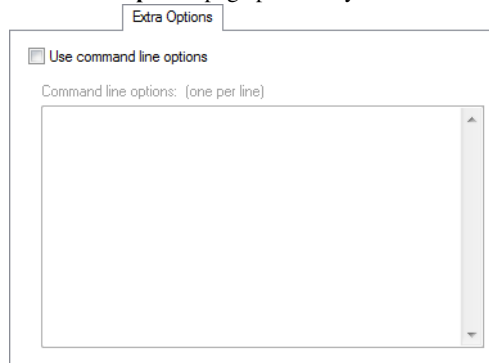 Extra Options
Use command line options
Command line options: (one per line)